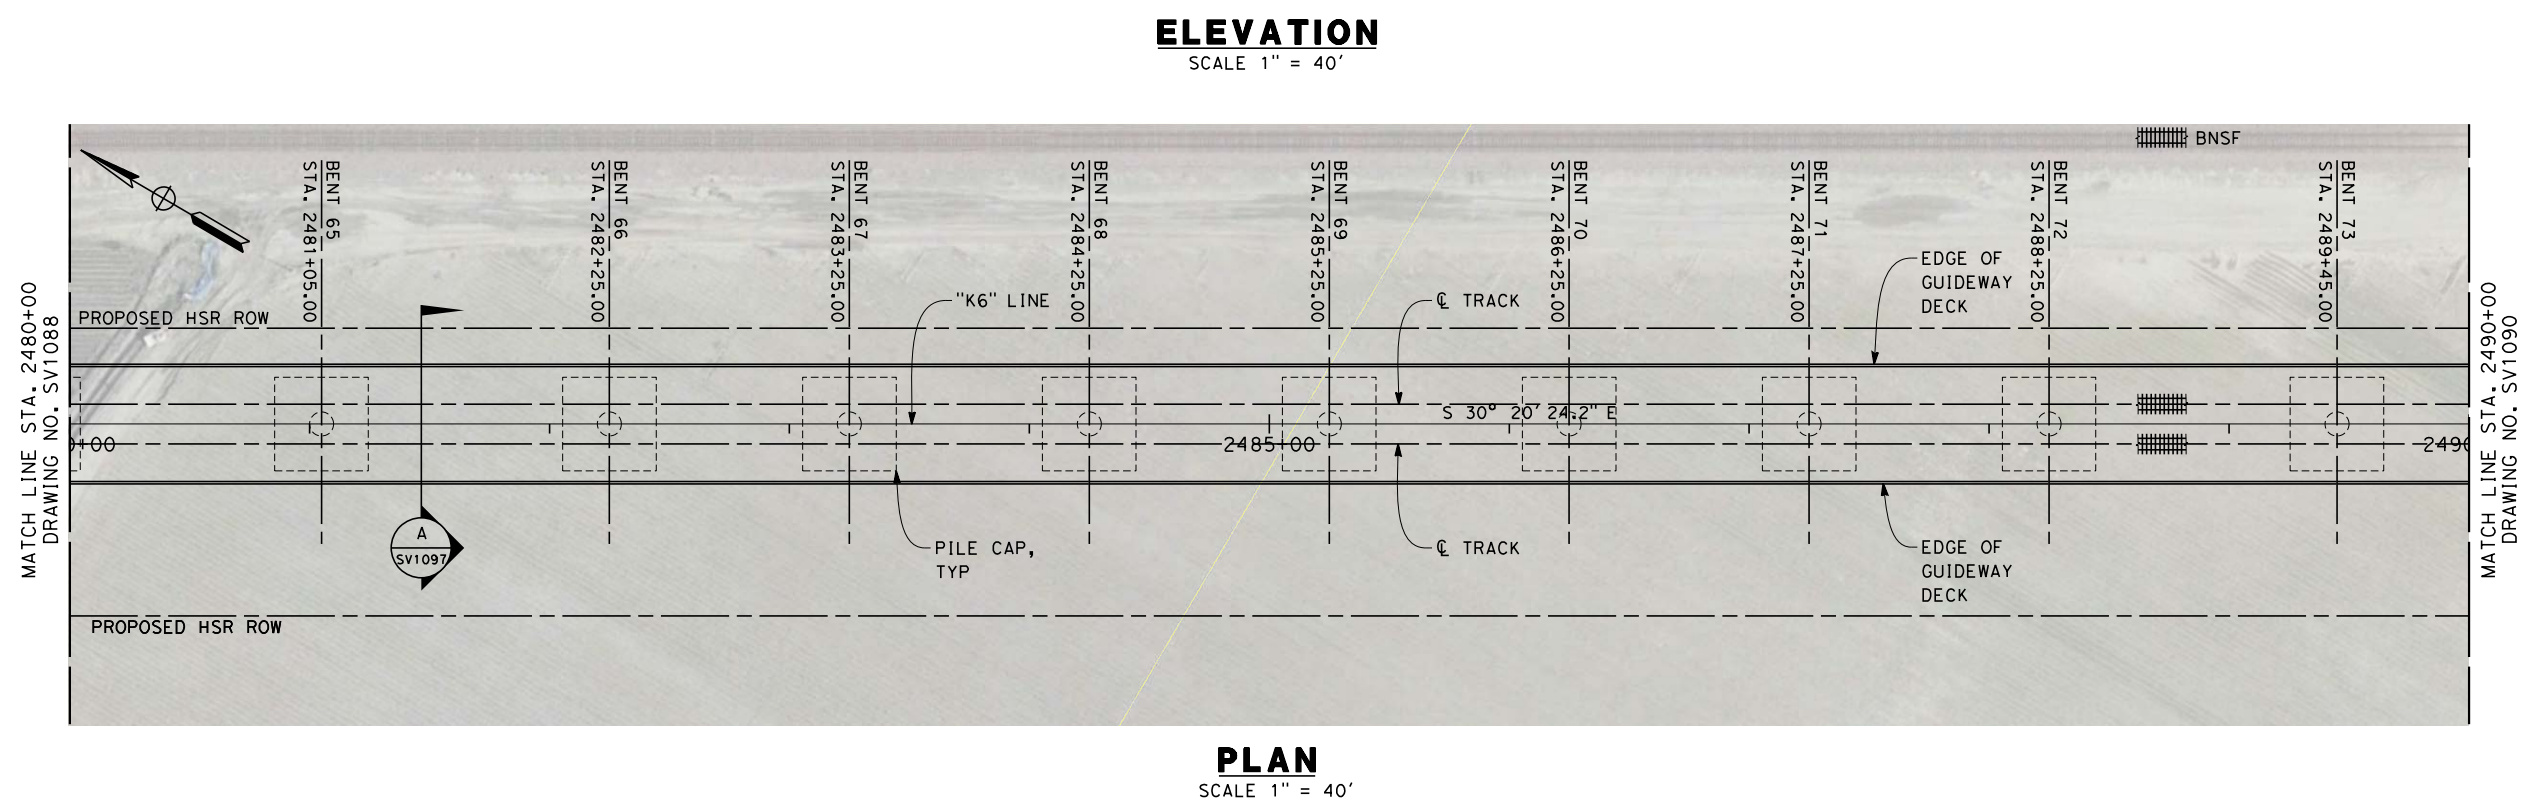 ELEVATION
SCALE 1" = 40'
BNSF
BENT 65
STA. 2481+05.00
BENT 66
STA. 2482+25.00
BENT 67
STA. 2483+25.00
BENT 68
STA. 2484+25.00
BENT 69
STA. 2485+25.00
BENT 70
STA. 2486+25.00
BENT 71
STA. 2487+25.00
BENT 72
STA. 2488+25.00
BENT 73
STA. 2489+45.00
MATCH LINE STA. 2480+00
DRAWING NO. SV1088
PROPOSED HSR ROW
"K6" LINE
℄ TRACK
EDGE OF
GUIDEWAY
DECK
MATCH LINE STA. 2490+00
DRAWING NO. SV1090
S 30° 20' 24.2" E
0+00
2485+00
2490
A
SV1097
PILE CAP,
TYP
℄ TRACK
EDGE OF
GUIDEWAY
DECK
PROPOSED HSR ROW
PLAN
SCALE 1" = 40'